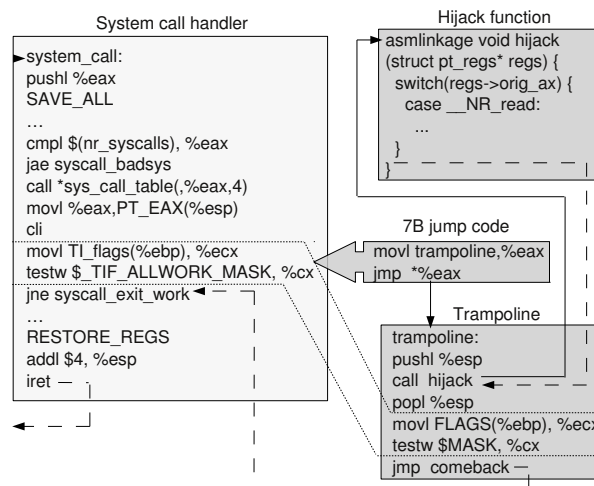 System call handler
system_call:
pushl %eax
SAVE_ALL
...
cmpl $(nr_syscalls), %eax
jae syscall_badsys
call *sys_call_table(,%eax,4)
movl %eax,PT_EAX(%esp)
cli
movl TI_flags(%ebp), %ecx
testw $_TIF_ALLWORK_MASK, %cx
jne syscall_exit_work
...
RESTORE_REGS
addl $4, %esp
iret
Hijack function
asmlinkage void hijack
(struct pt_regs* regs) {
switch(regs->orig_ax) {
case __NR_read:
...
}
}
7B jump code
movl trampoline,%eax
jmp *%eax
Trampoline
trampoline:
pushl %esp
call hijack
popl %esp
movl FLAGS(%ebp), %ecx
testw $MASK, %cx
jmp comeback